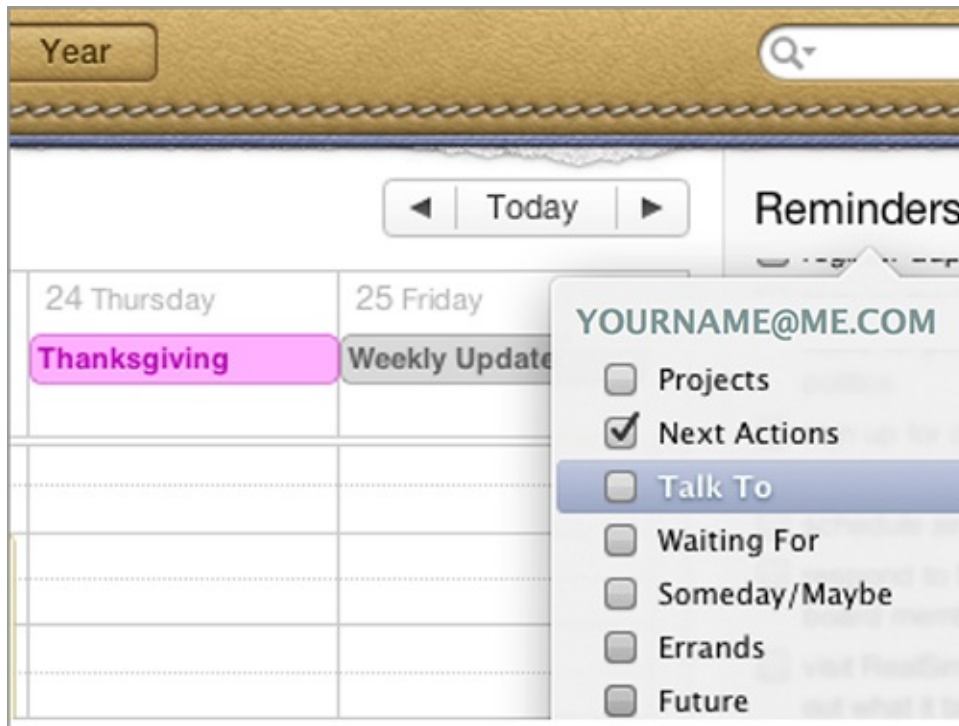 Year
Today
Reminders
24 Thursday
25 Friday
Thanksgiving
Weekly Update
YOURNAME@ME.COM
Projects
Next Actions
Talk To
Waiting For
Someday/Maybe
Errands
Future